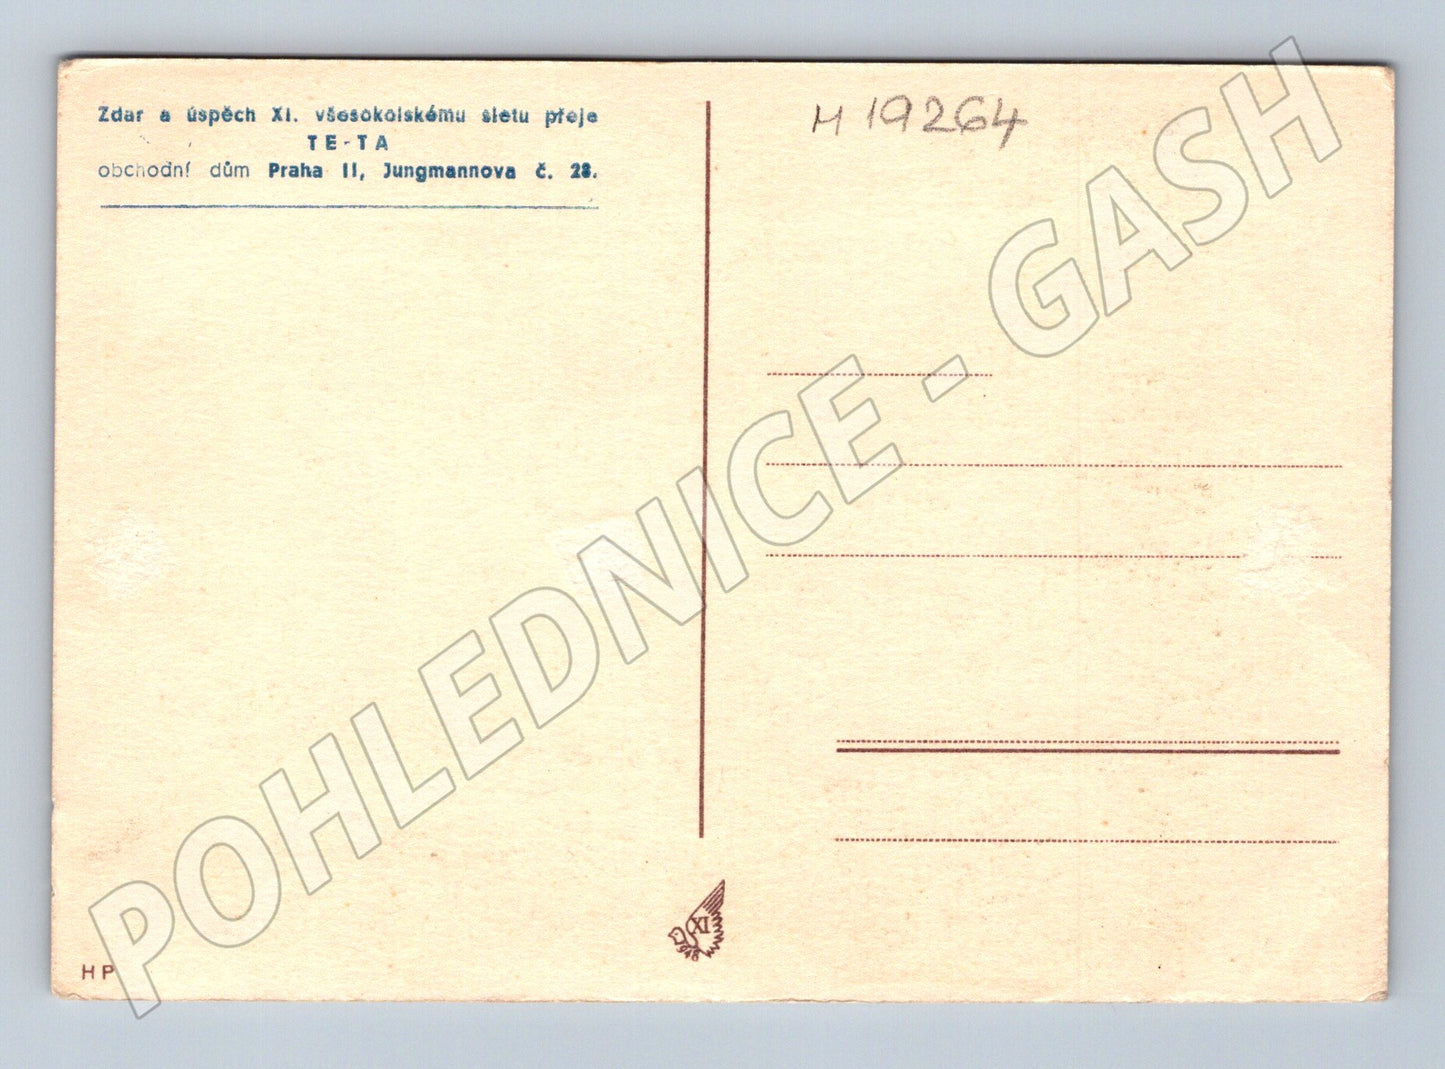 Zdar a úspěch XI. všesokolskému sletu přeje
TE-TA
obchodní dům Praha II, Jungmannova č. 28.
M 19264
POHLEDNICE - GASH
XI
948
HP